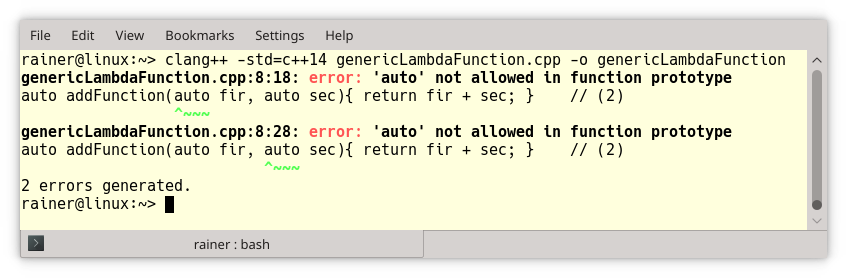 File Edit View Bookmarks Settings Help
rainer@linux:~> clang++ -std=c++14 genericLambdaFunction.cpp -o genericLambdaFunction
genericLambdaFunction.cpp:8:18: error: 'auto' not allowed in function prototype
auto addFunction(auto fir, auto sec){ return fir + sec; }    // (2)
                 ^~~~
genericLambdaFunction.cpp:8:28: error: 'auto' not allowed in function prototype
auto addFunction(auto fir, auto sec){ return fir + sec; }    // (2)
                           ^~~~
2 errors generated.
rainer@linux:~>
rainer : bash